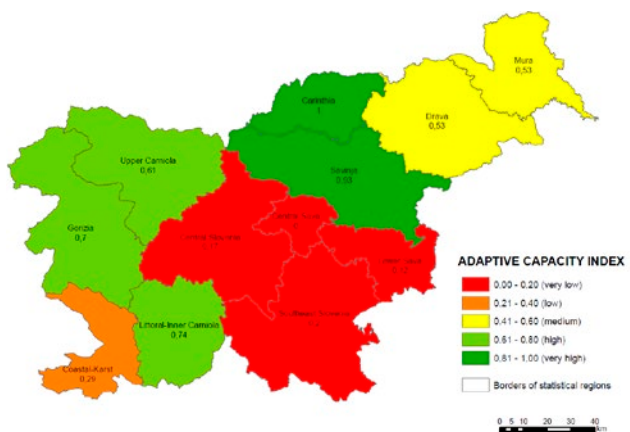 Mura
0,53
Carinthia
1
Drava
0,53
Savinja
0,93
Upper Carniola
0,61
Gorizia
0,7
Littoral-Inner Carniola
0,74
Coastal-Karst
ADAPTIVE CAPACITY INDEX
0.00 - 0.20 (very low)
0.21 - 0.40 (low)
0.41 - 0.60 (medium)
0.61 - 0.80 (high)
0.81 - 1.00 (very high)
Borders of statistical regions
0 5 10 20 30 40
km